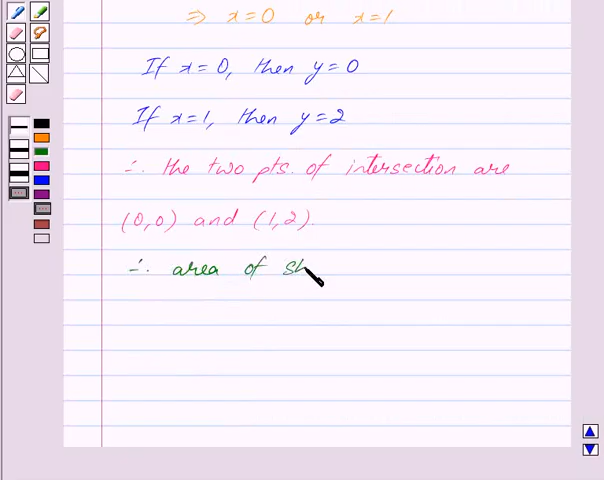 ⇒ x=0 or x=1
If x=0, then y=0
If x=1, then y=2
∴ the two pts. of intersection are
(0,0) and (1,2).
∴ area of sh